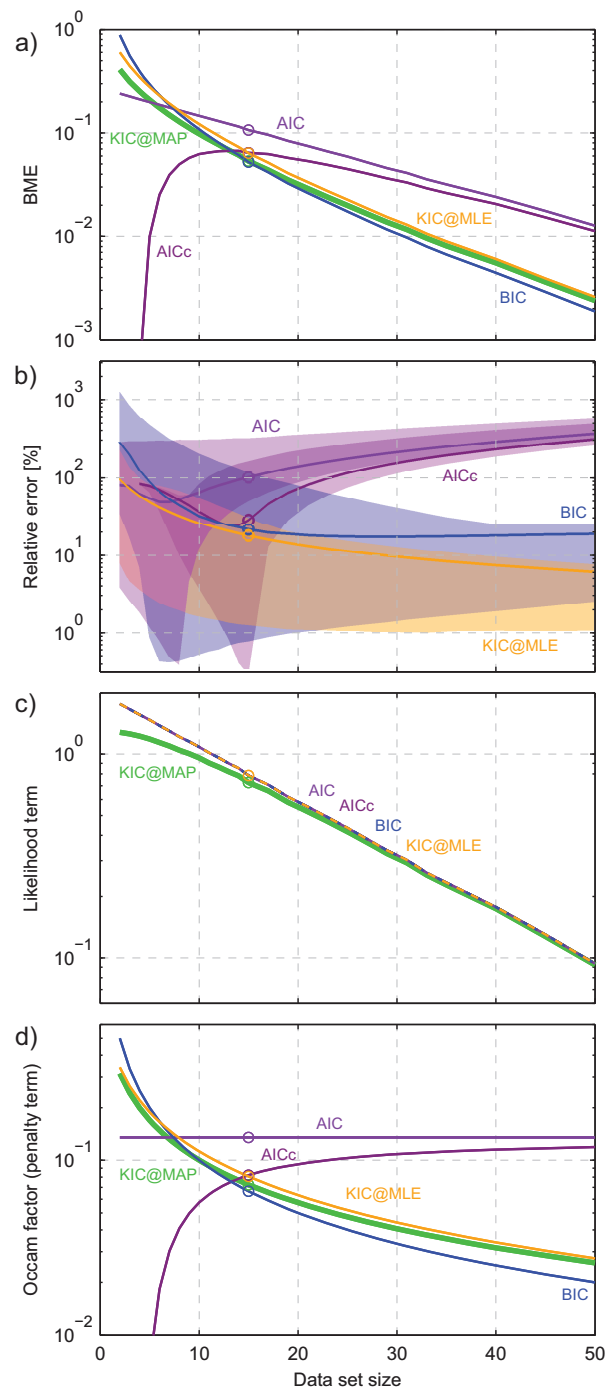 a)
10^0
10^−1
10^−2
10^−3
BME
AIC
KIC@MAP
AICc
KIC@MLE
BIC
b)
10^3
10^2
10^1
10^0
Relative error [%]
AIC
AICc
BIC
KIC@MLE
c)
10^0
10^−1
Likelihood term
KIC@MAP
AIC
AICc
BIC
KIC@MLE
d)
10^−1
10^−2
Occam factor (penalty term)
AIC
AICc
KIC@MAP
KIC@MLE
BIC
0 10 20 30 40 50
Data set size